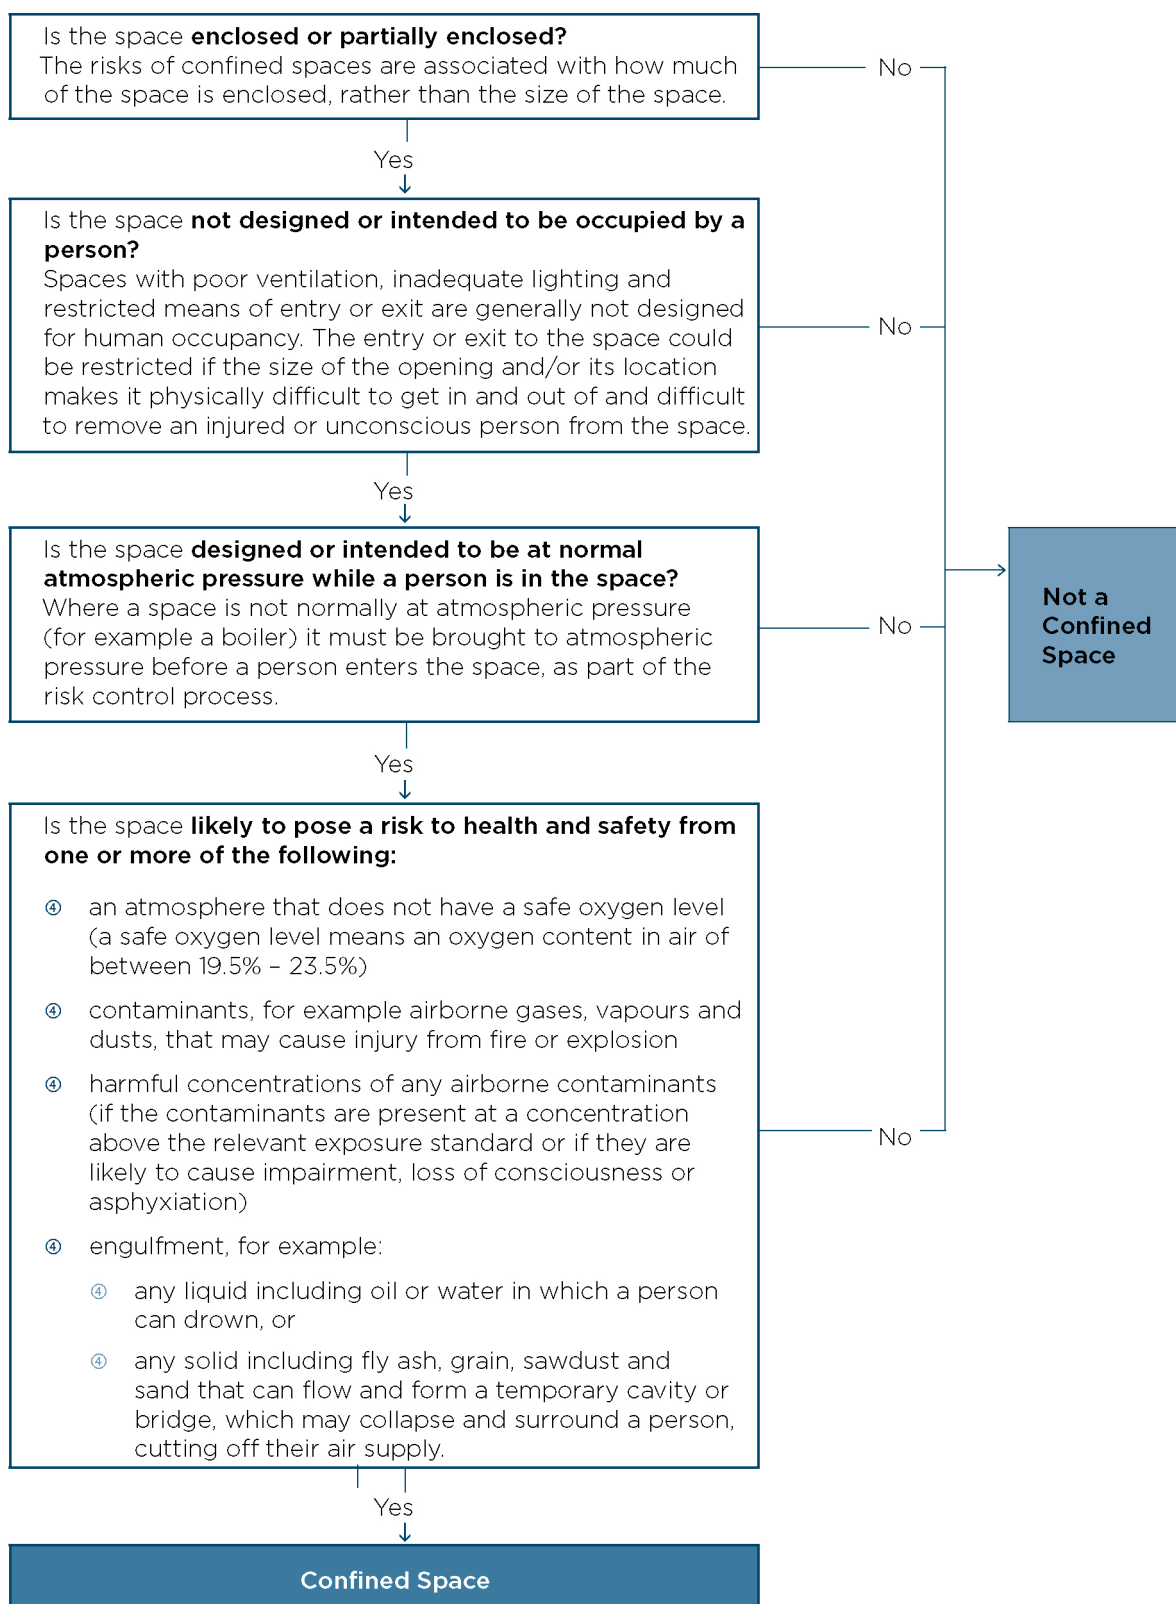 Is the space enclosed or partially enclosed?
The risks of confined spaces are associated with how much
of the space is enclosed, rather than the size of the space.
No
Yes
Is the space not designed or intended to be occupied by a
person?
Spaces with poor ventilation, inadequate lighting and
restricted means of entry or exit are generally not designed
for human occupancy. The entry or exit to the space could
be restricted if the size of the opening and/or its location
makes it physically difficult to get in and out of and difficult
to remove an injured or unconscious person from the space.
No
Yes
Is the space designed or intended to be at normal
atmospheric pressure while a person is in the space?
Where a space is not normally at atmospheric pressure
(for example a boiler) it must be brought to atmospheric
pressure before a person enters the space, as part of the
risk control process.
No
Not a
Confined
Space
Yes
Is the space likely to pose a risk to health and safety from
one or more of the following:
④ an atmosphere that does not have a safe oxygen level
(a safe oxygen level means an oxygen content in air of
between 19.5% – 23.5%)
④ contaminants, for example airborne gases, vapours and
dusts, that may cause injury from fire or explosion
④ harmful concentrations of any airborne contaminants
(if the contaminants are present at a concentration
above the relevant exposure standard or if they are
likely to cause impairment, loss of consciousness or
asphyxiation)
④ engulfment, for example:
④ any liquid including oil or water in which a person
can drown, or
④ any solid including fly ash, grain, sawdust and
sand that can flow and form a temporary cavity or
bridge, which may collapse and surround a person,
cutting off their air supply.
No
Yes
Confined Space